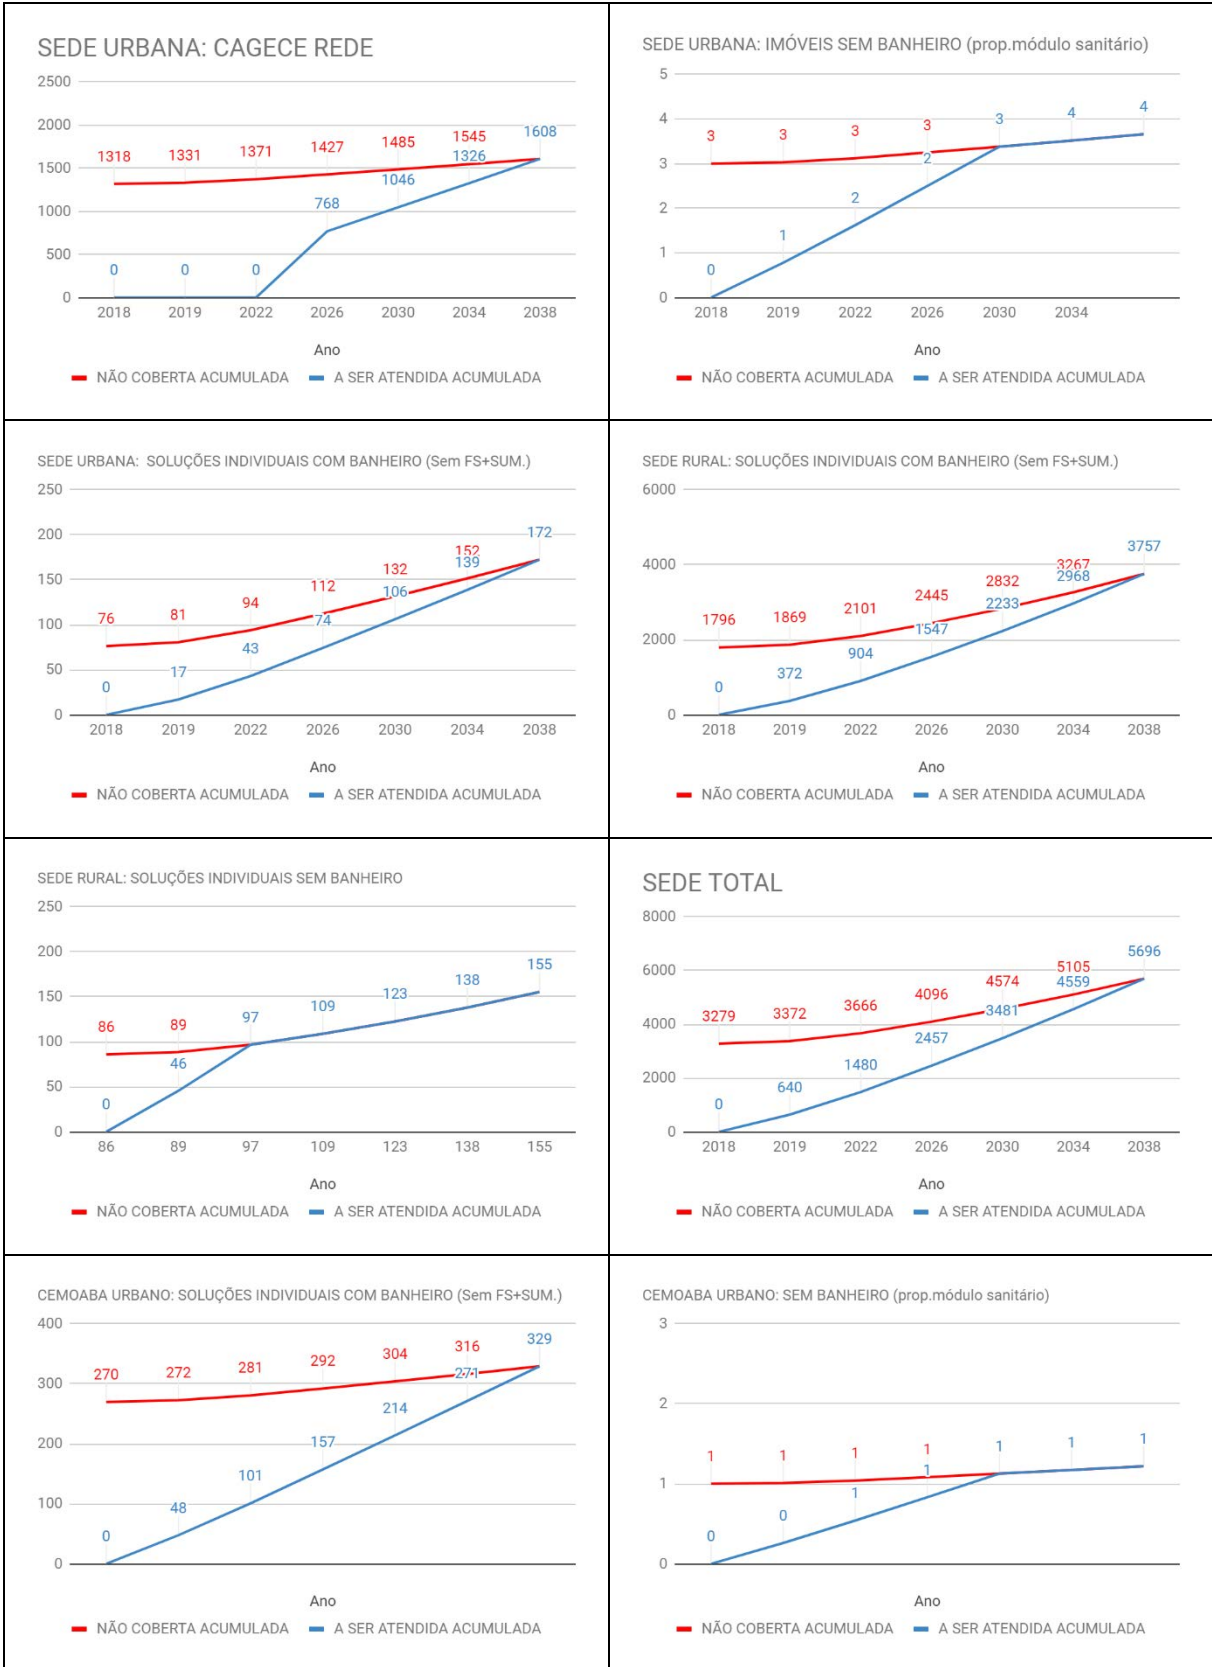 SEDE URBANA: CAGECE REDE
2500
2000
1500
1000
500
0
1318 1331 1371 1427 1485 1545 1608
0 0 0 768 1046 1326
2018 2019 2022 2026 2030 2034 2038
Ano
NÃO COBERTA ACUMULADA A SER ATENDIDA ACUMULADA
SEDE URBANA: IMÓVEIS SEM BANHEIRO (prop.módulo sanitário)
5
4
3
2
1
0
3 3 3 3 3 4 4
0 1 2 2
2018 2019 2022 2026 2030 2034
Ano
NÃO COBERTA ACUMULADA A SER ATENDIDA ACUMULADA
SEDE URBANA: SOLUÇÕES INDIVIDUAIS COM BANHEIRO (Sem FS+SUM.)
250
200
150
100
50
0
76 81 94 112 132 152 172
0 17 43 74 106 139
2018 2019 2022 2026 2030 2034 2038
Ano
NÃO COBERTA ACUMULADA A SER ATENDIDA ACUMULADA
SEDE RURAL: SOLUÇÕES INDIVIDUAIS COM BANHEIRO (Sem FS+SUM.)
6000
4000
2000
0
1796 1869 2101 2445 2832 3267 3757
0 372 904 1547 2233 2968
2018 2019 2022 2026 2030 2034 2038
Ano
NÃO COBERTA ACUMULADA A SER ATENDIDA ACUMULADA
SEDE RURAL: SOLUÇÕES INDIVIDUAIS SEM BANHEIRO
250
200
150
100
50
0
86 89 97 109 123 138 155
0 46
86 89 97 109 123 138 155
Ano
NÃO COBERTA ACUMULADA A SER ATENDIDA ACUMULADA
SEDE TOTAL
8000
6000
4000
2000
0
3279 3372 3666 4096 4574 5105 5696
0 640 1480 2457 3481 4559
2018 2019 2022 2026 2030 2034 2038
Ano
NÃO COBERTA ACUMULADA A SER ATENDIDA ACUMULADA
CEMOABA URBANO: SOLUÇÕES INDIVIDUAIS COM BANHEIRO (Sem FS+SUM.)
400
300
200
100
0
270 272 281 292 304 316 329
0 48 101 157 214 271
Ano
NÃO COBERTA ACUMULADA A SER ATENDIDA ACUMULADA
CEMOABA URBANO: SEM BANHEIRO (prop.módulo sanitário)
3
2
1
0
1 1 1 1 1 1 1
0 0 1 1
Ano
NÃO COBERTA ACUMULADA A SER ATENDIDA ACUMULADA